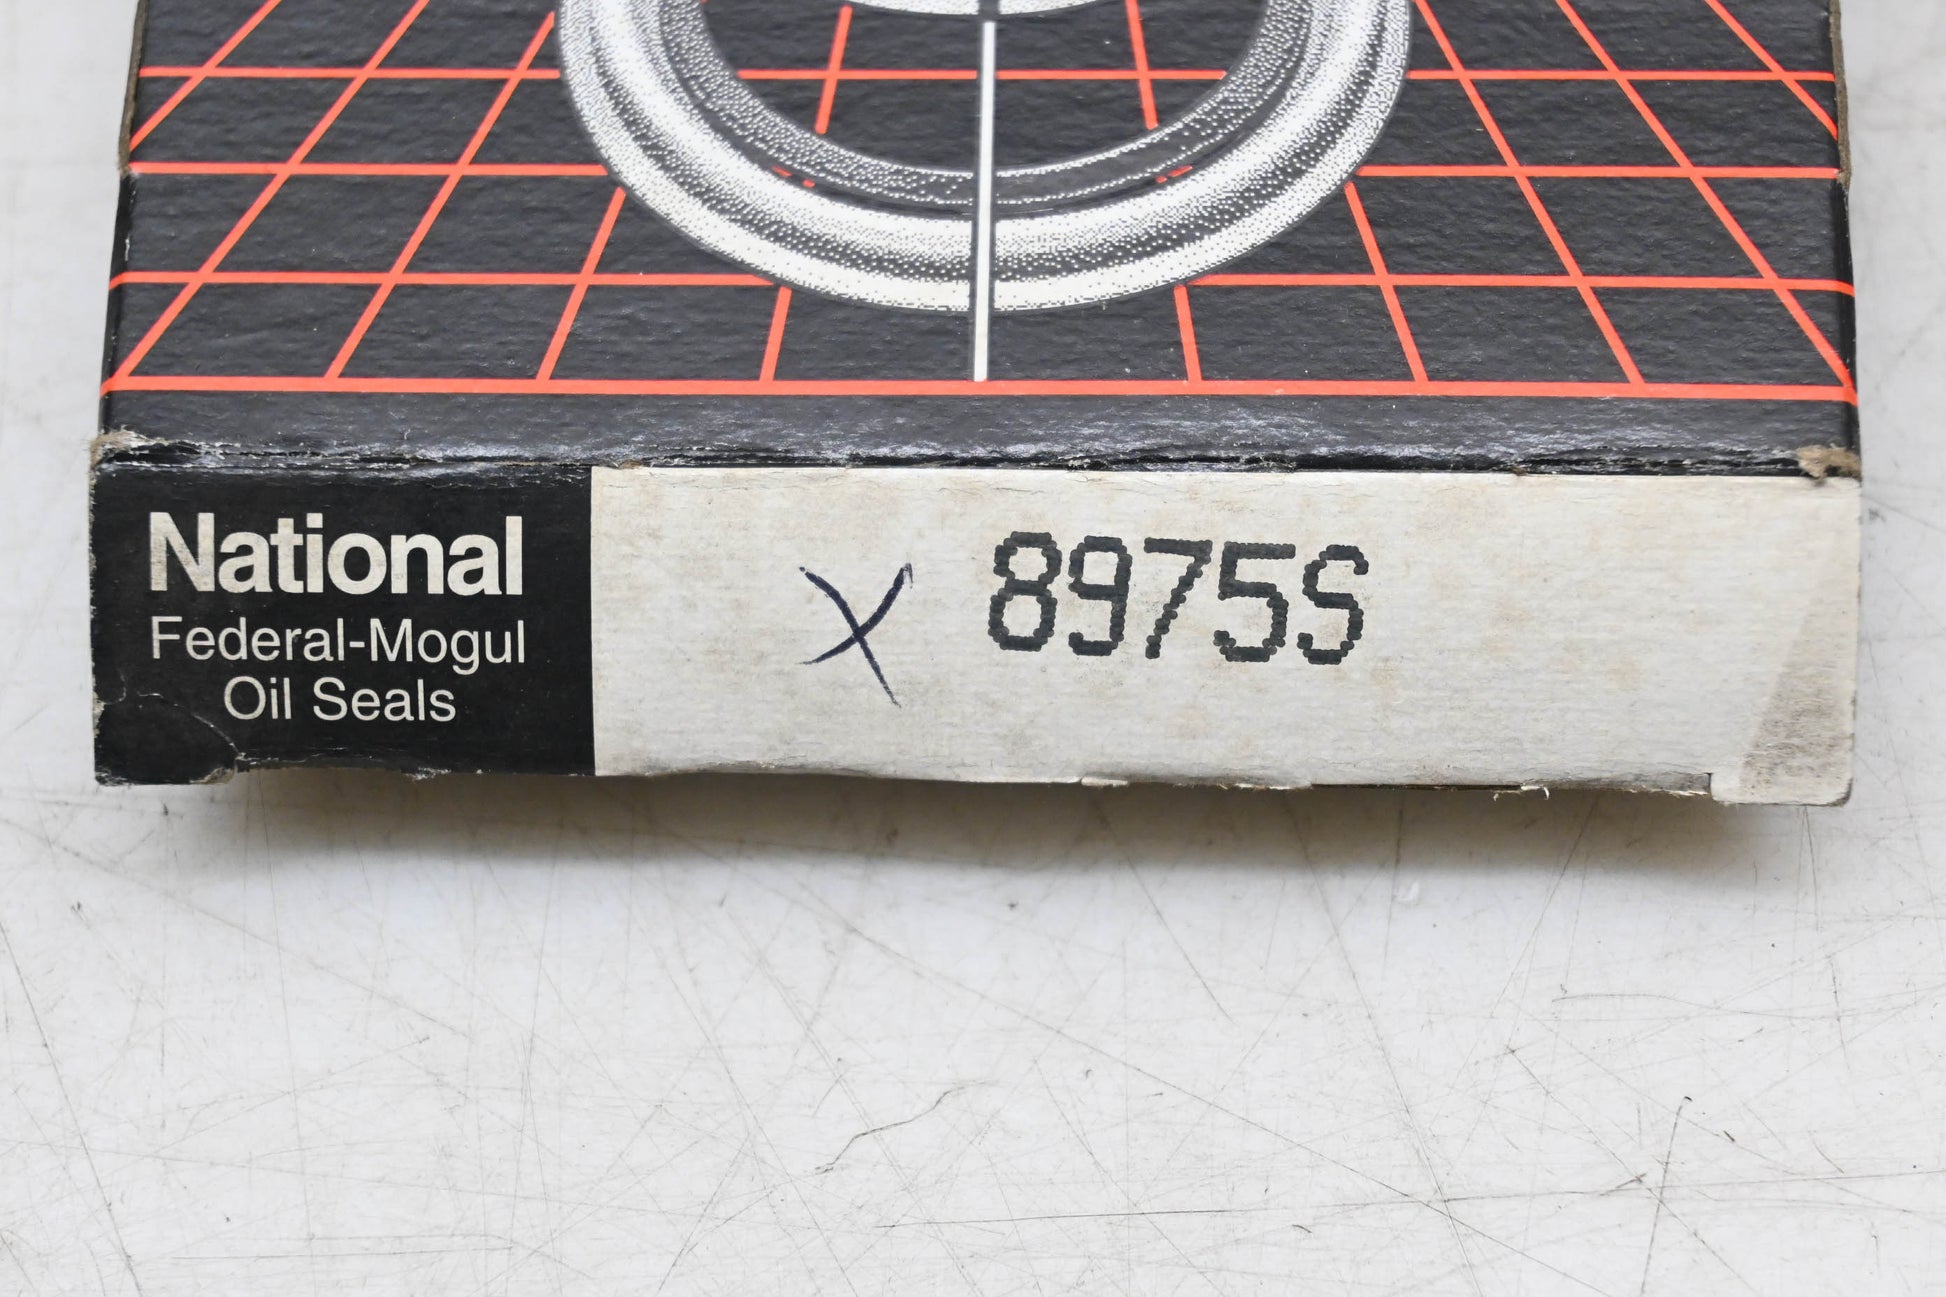 National
Federal-Mogul
Oil Seals
X 8975S